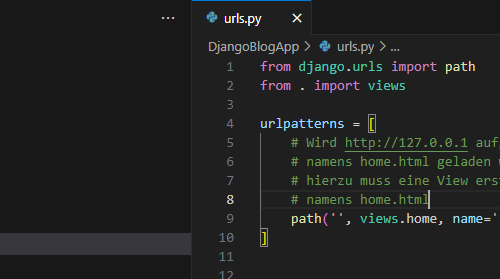 urls.py
DjangoBlogApp > urls.py > ...
1 from django.urls import path
2 from . import views
3
4 urlpatterns = [
5 # Wird http://127.0.0.1 auf
6 # namens home.html geladen
7 # hierzu muss eine View
8 # namens home.html
9 path('', views.home, name='
10 ]
11
12